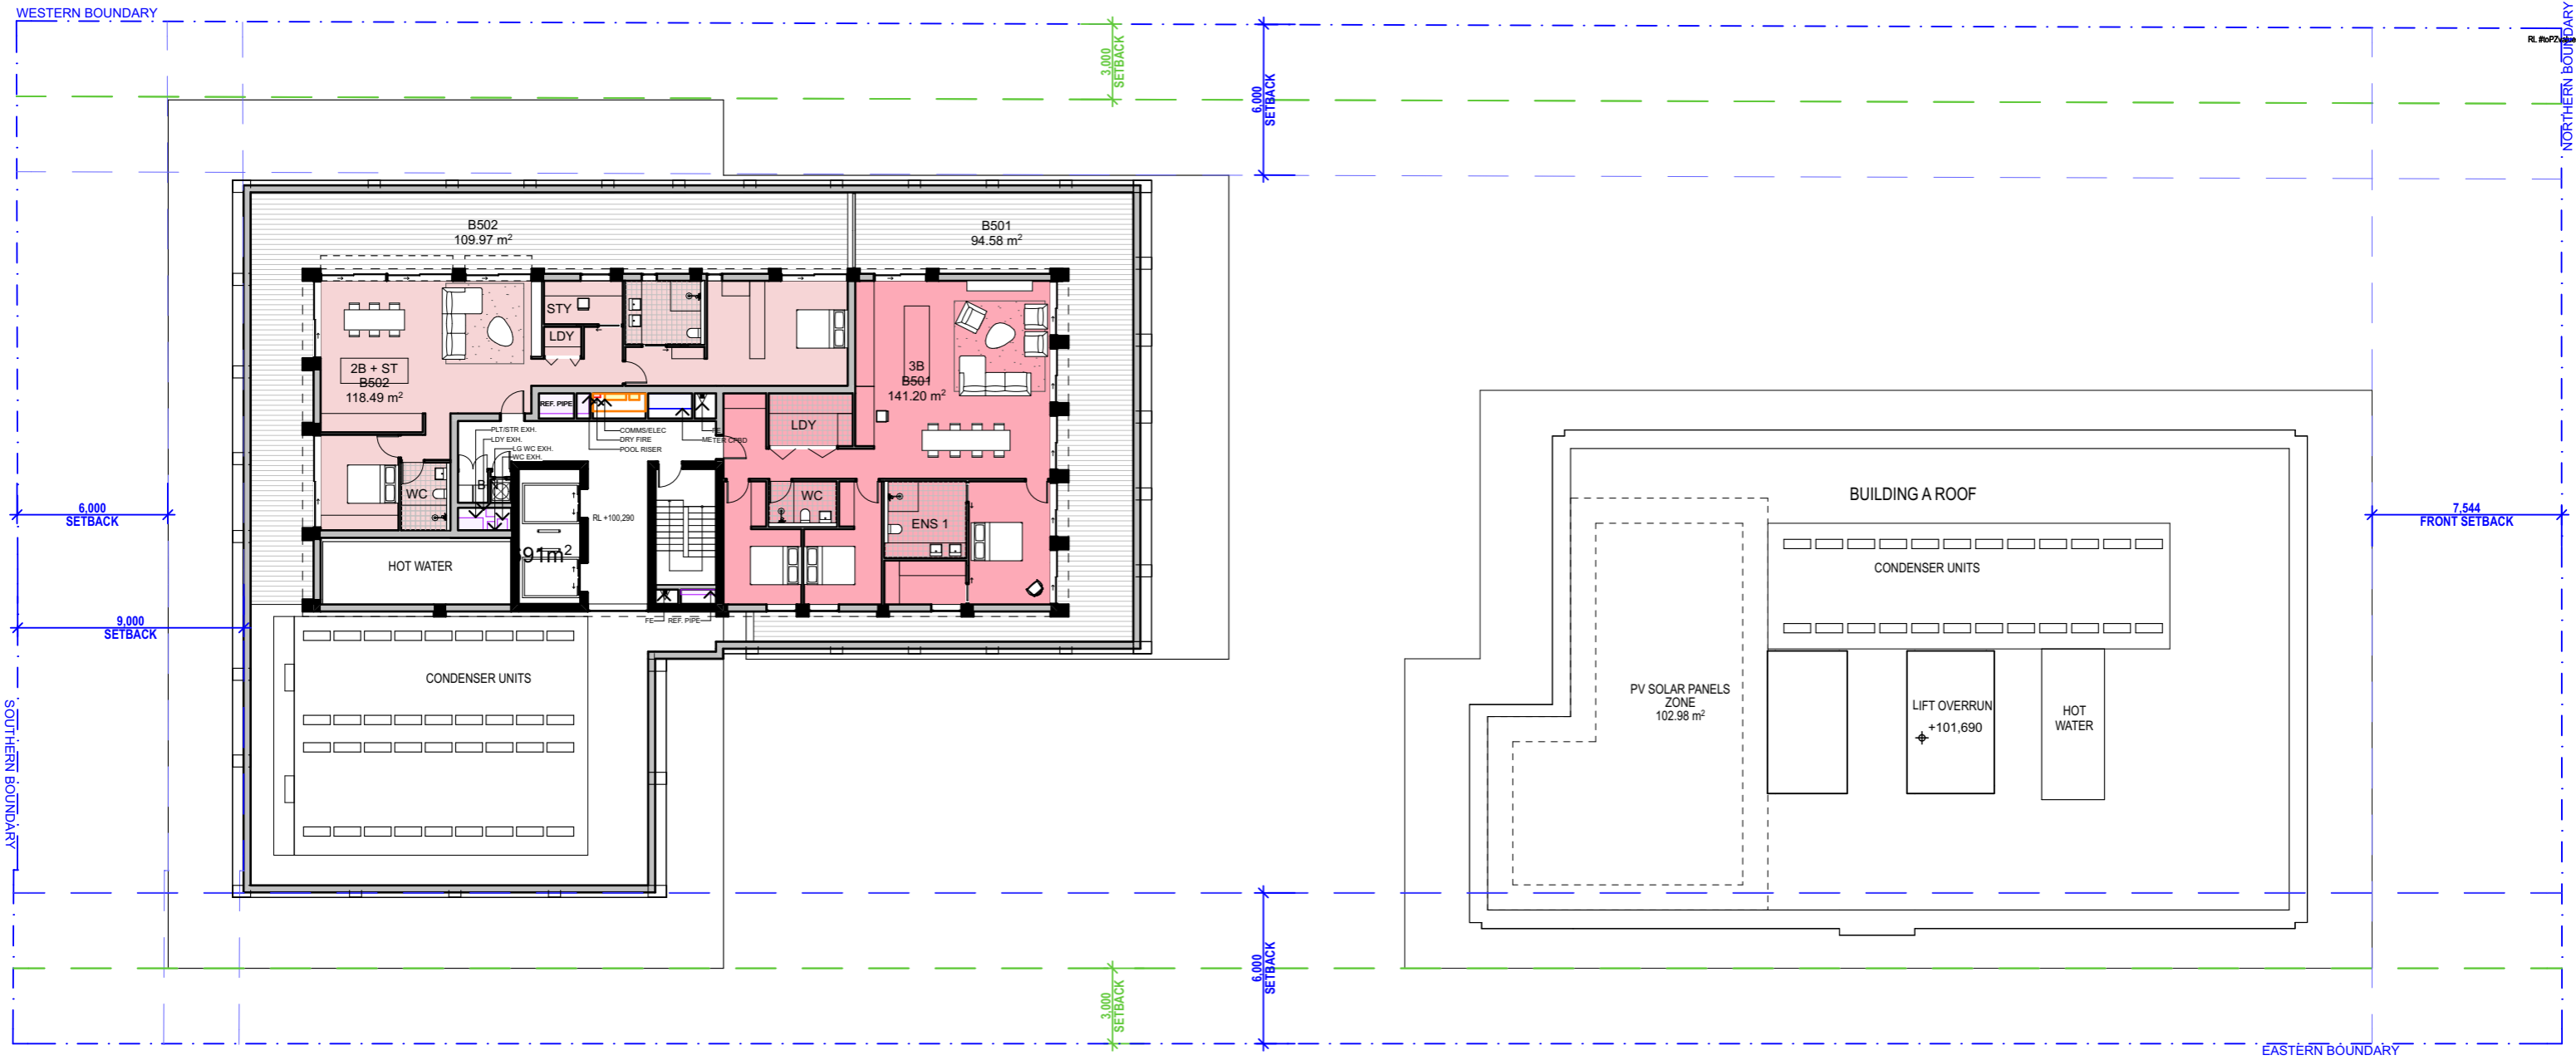 WESTERN BOUNDARY
NORTHERN BOUNDARY
3,000
SETBACK
6,000
SETBACK
B502
109.97 m²
B501
94.58 m²
STY
LDY
2B + ST
B502
118.49 m²
3B
B501
141.20 m²
REF. PIPE
LDY
PLT/STR EXH.
LDY EXH.
LG WC EXH.
WC EXH.
COMMS/ELEC
DRY FIRE
POOL RISER
FE
METER CPBD
WC
WC
ENS 1
RL +100,290
91m²
HOT WATER
FE
REF. PIPE
6,000
SETBACK
9,000
SETBACK
CONDENSER UNITS
SOUTHERN BOUNDARY
BUILDING A ROOF
CONDENSER UNITS
7,544
FRONT SETBACK
PV SOLAR PANELS
ZONE
102.98 m²
LIFT OVERRUN
+101,690
HOT
WATER
3,000
SETBACK
6,000
SETBACK
EASTERN BOUNDARY